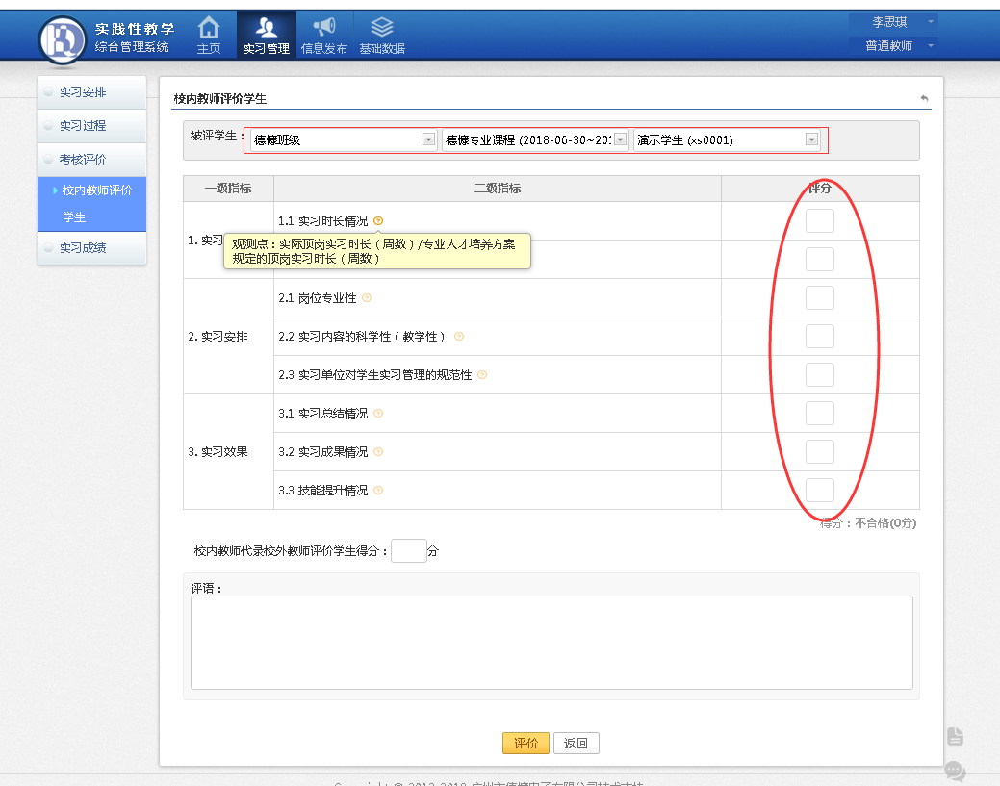 实践性教学
综合管理系统
主页
实习管理
信息发布
基础数据
李思琪
普通教师
实习安排
实习过程
考核评价
校内教师评价
学生
实习成绩
校内教师评价学生
被评学生：
德慷班级
德慷专业课程 (2018-06-30~201
演示学生 (xs0001)
一级指标
二级指标
评分
1. 实习
1.1 实习时长情况
观测点：实际顶岗实习时长（周数）/专业人才培养方案
规定的顶岗实习时长（周数）
2. 实习安排
2.1 岗位专业性
2.2 实习内容的科学性（教学性）
2.3 实习单位对学生实习管理的规范性
3. 实习效果
3.1 实习总结情况
3.2 实习成果情况
3.3 技能提升情况
得分：不合格(0分)
校内教师代录校外教师评价学生得分：
分
评语：
评价
返回